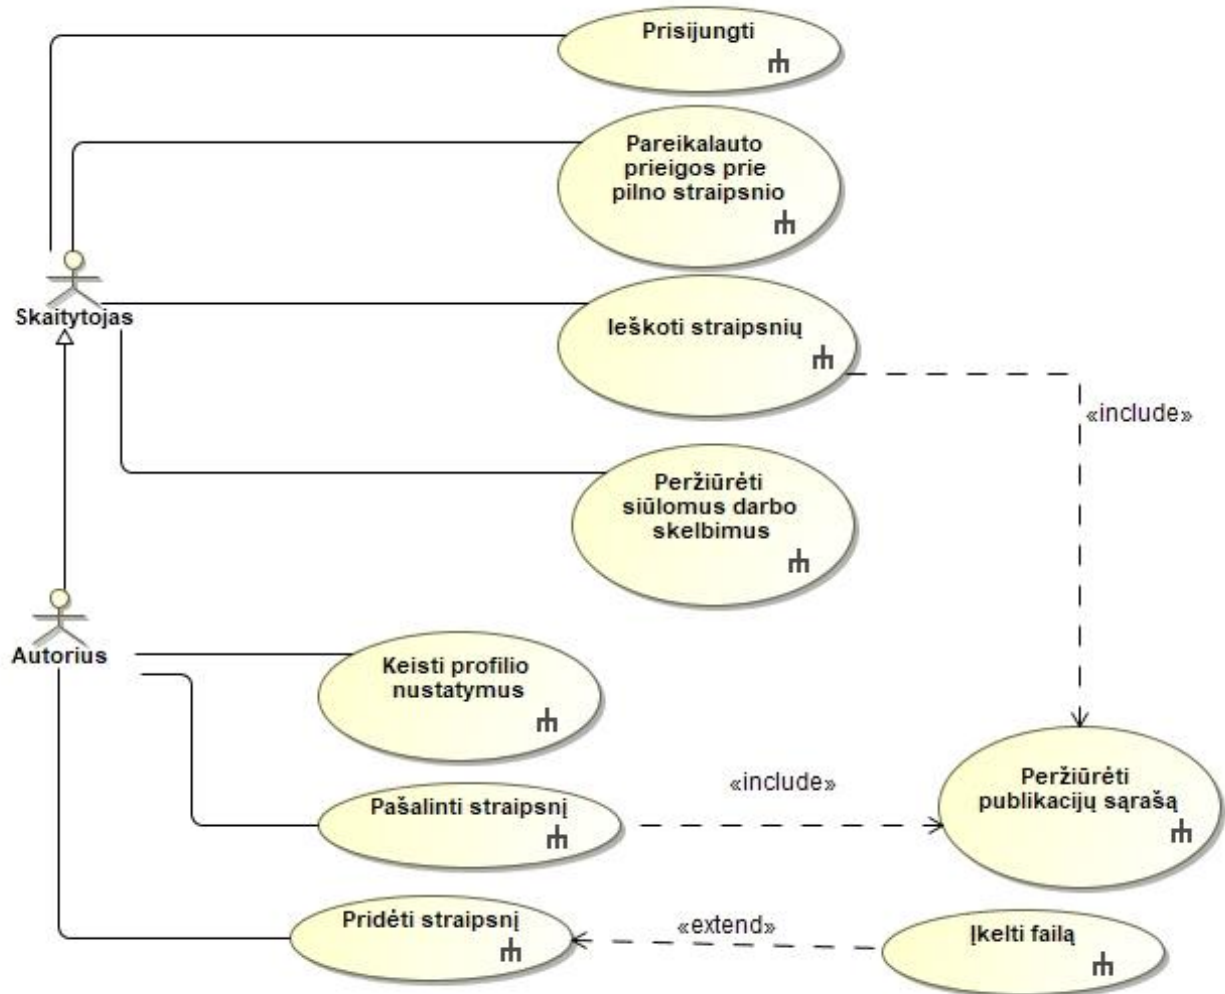 Prisijungti
Pareikalauto
prieigos prie
pilno straipsnio
Skaitytojas
Ieškoti straipsnių
«include»
Peržiūrėti
siūlomus darbo
skelbimus
Autorius
Keisti profilio
nustatymus
Pašalinti straipsnį
«include»
Peržiūrėti
publikacijų sąrašą
Pridėti straipsnį
«extend»
Įkelti failą